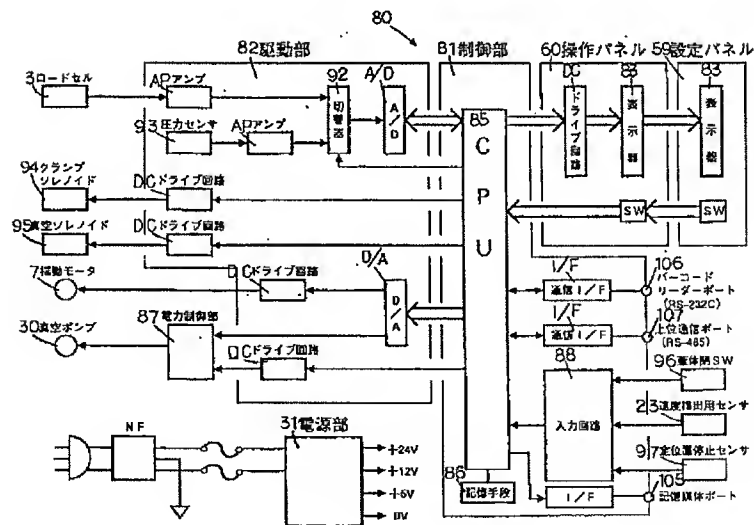 80
82駆動部
81制御部
60操作パネル
59設定パネル
3ロードセル
APアンプ
92
切替器
A/D
A/D
DC
ドライブ回路
88
表示器
83
表示器
93圧力センサ
APアンプ
85
CPU
94クランプ
ソレノイド
DCドライブ回路
SW
SW
95真空ソレノイド
DCドライブ回路
7揺動モータ
DCドライブ回路
D/A
D/A
I/F
通信I/F
106
バーコード
リーダーポート
(RS-232C)
30真空ポンプ
87電力制御部
DCドライブ回路
I/F
通信I/F
107
上位通信ポート
(RS-485)
88
入力回路
96蓋体閉SW
23速度検出用センサ
97定位置停止センサ
NF
31電源部
+24V
+12V
+5V
0V
86
記憶手段
I/F
105
記憶媒体ポート